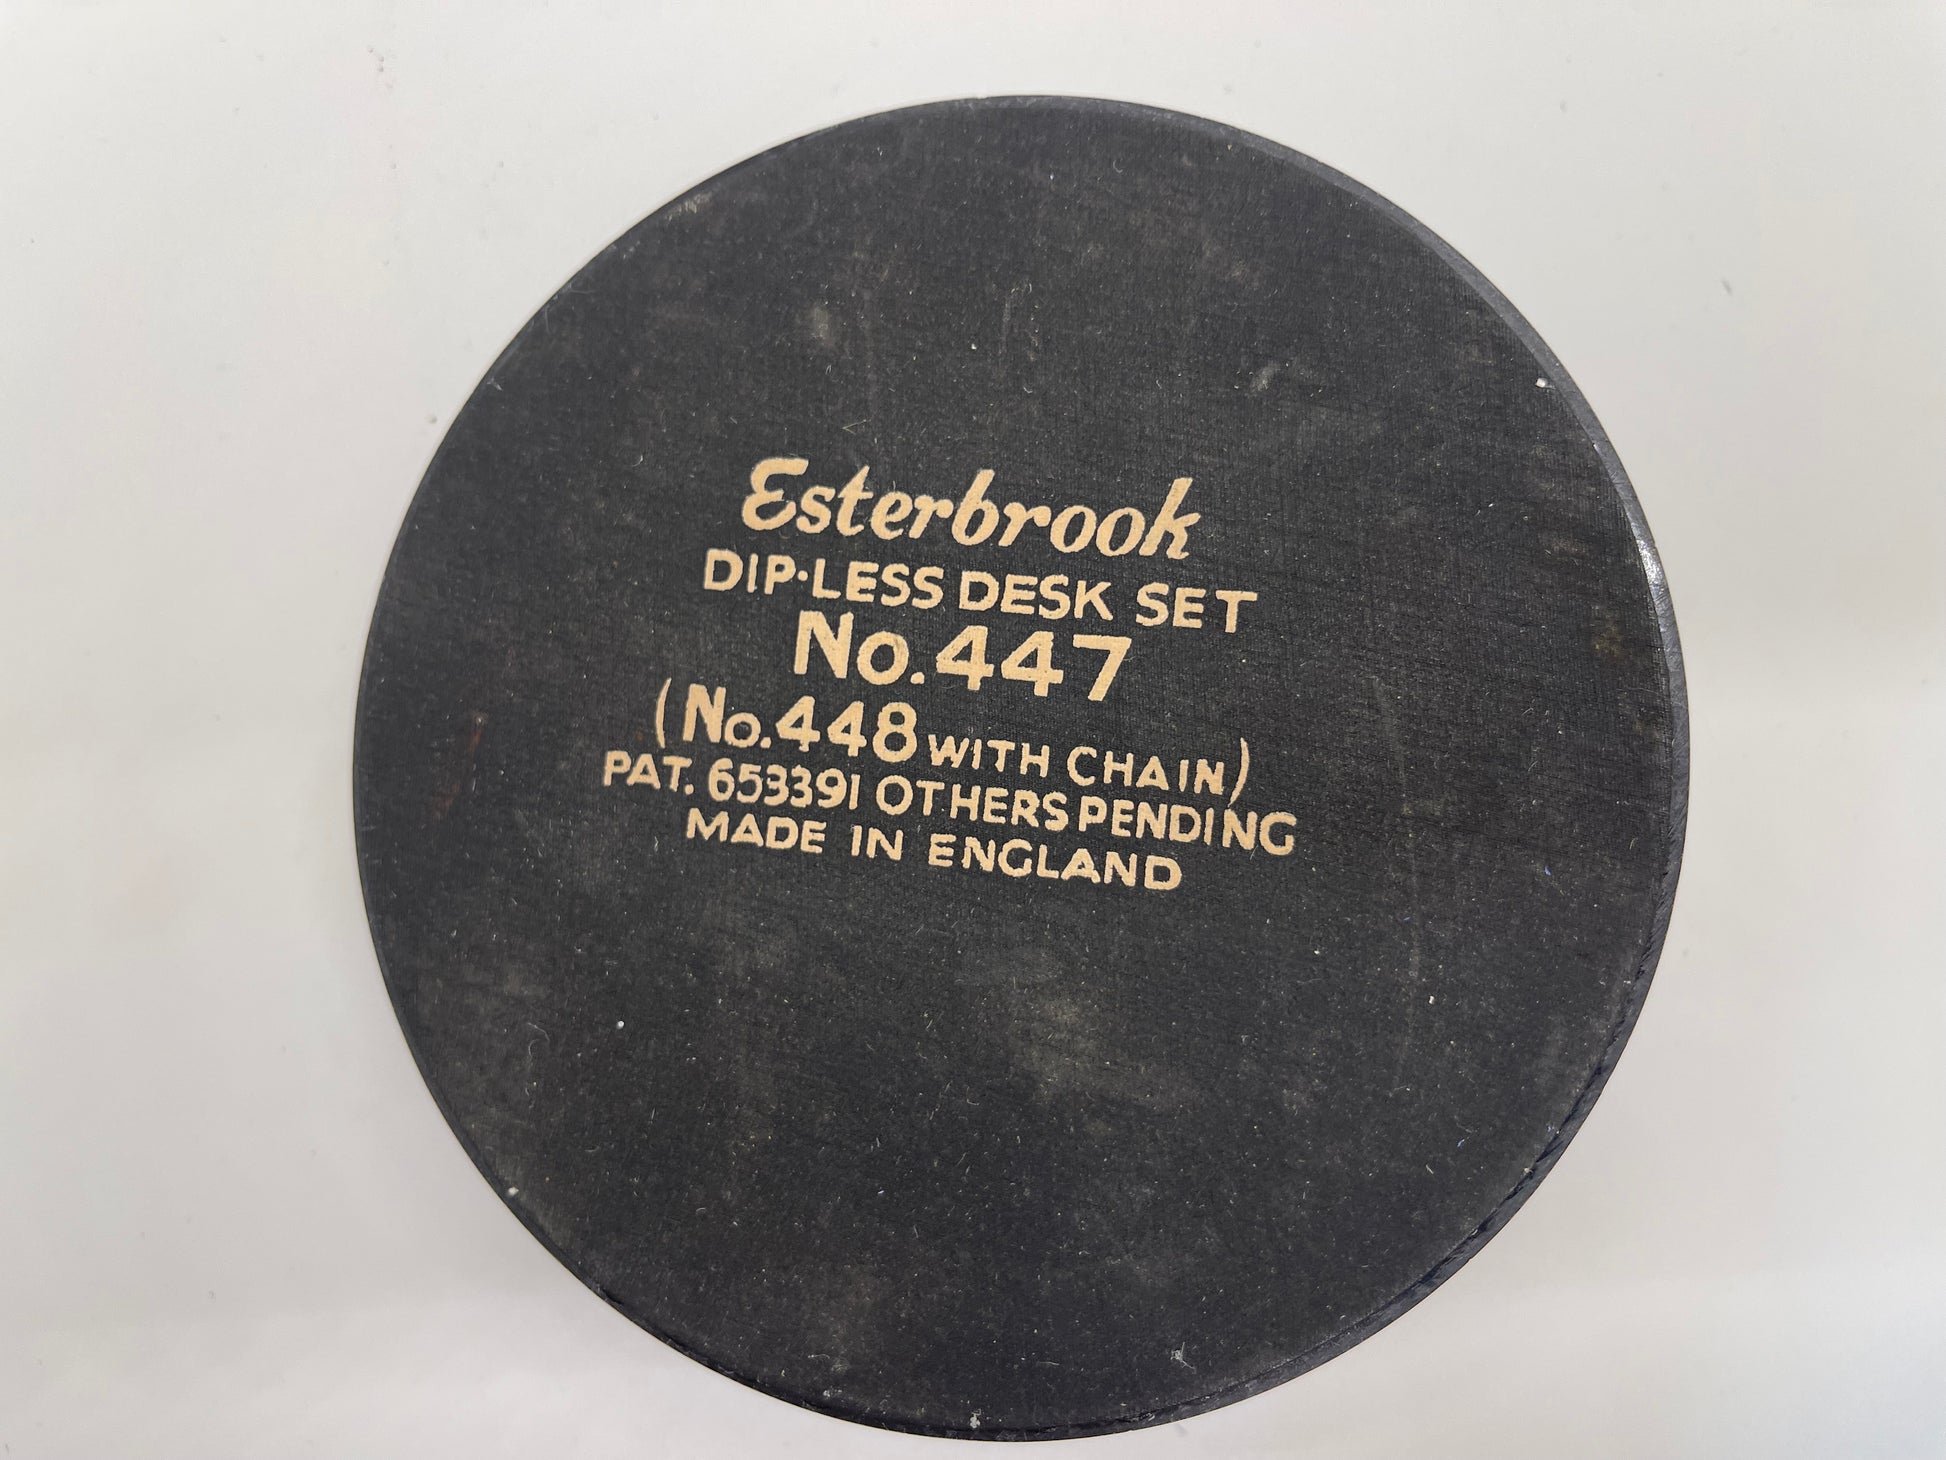 Esterbrook
DIP·LESS DESK SET
No. 447
(No. 448 WITH CHAIN)
PAT. 653391 OTHERS PENDING
MADE IN ENGLAND